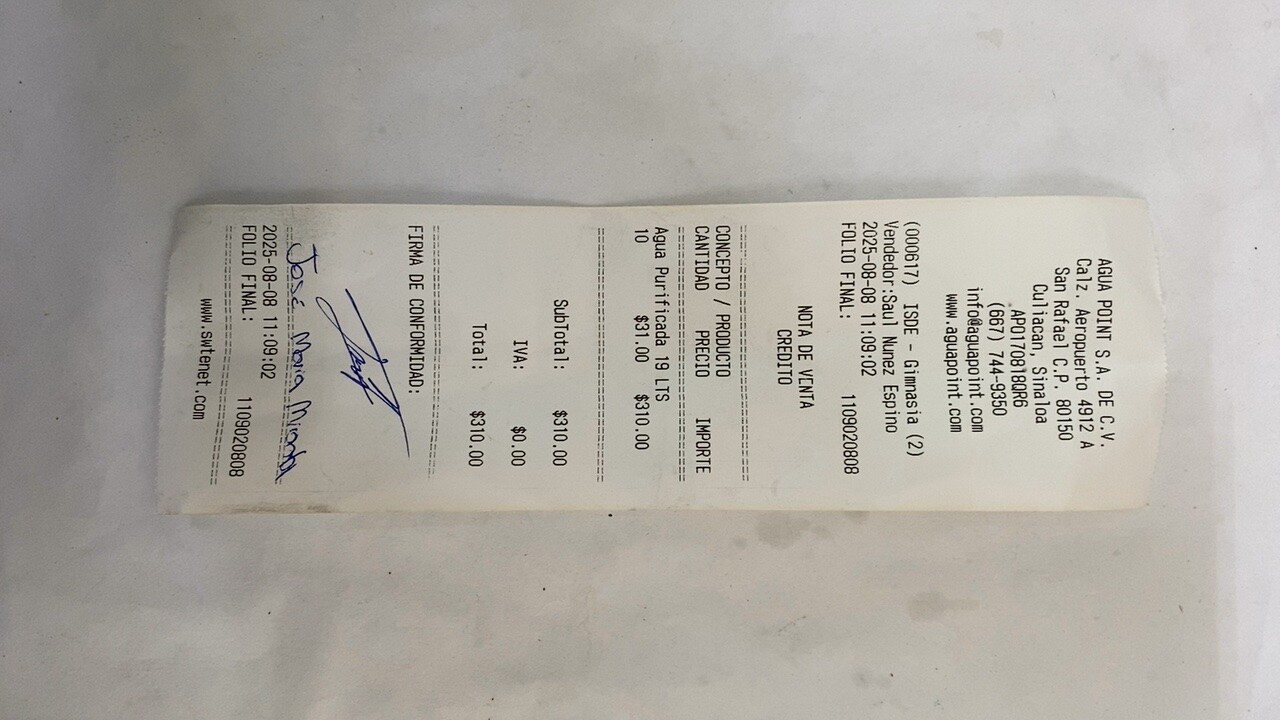 AGUA POINT S.A. DE C.V.
Calz. Aeropuerto 4912 A
San Rafael C.P. 80150
Culiacan, Sinaloa
APO170818QR6
(667) 744-9350
info@aguapoint.com
www.aguapoint.com
(000617) ISDE - Gimnasia (2)
Vendedor:Saul Nunez Espino
2025-08-08 11:09:02
FOLIO FINAL: 1109020808
NOTA DE VENTA
CREDITO
CONCEPTO / PRODUCTO
CANTIDAD PRECIO IMPORTE
Agua Purificada 19 LTS
10 $31.00 $310.00
SubTotal: $310.00
IVA: $0.00
Total: $310.00
FIRMA DE CONFORMIDAD:
José Maria
2025-08-08 11:09:02
FOLIO FINAL: 1109020808
www.swtenet.com